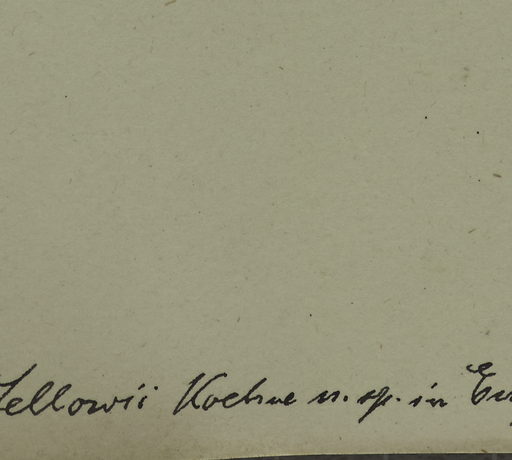 Sellowii Koehne n. sp. in